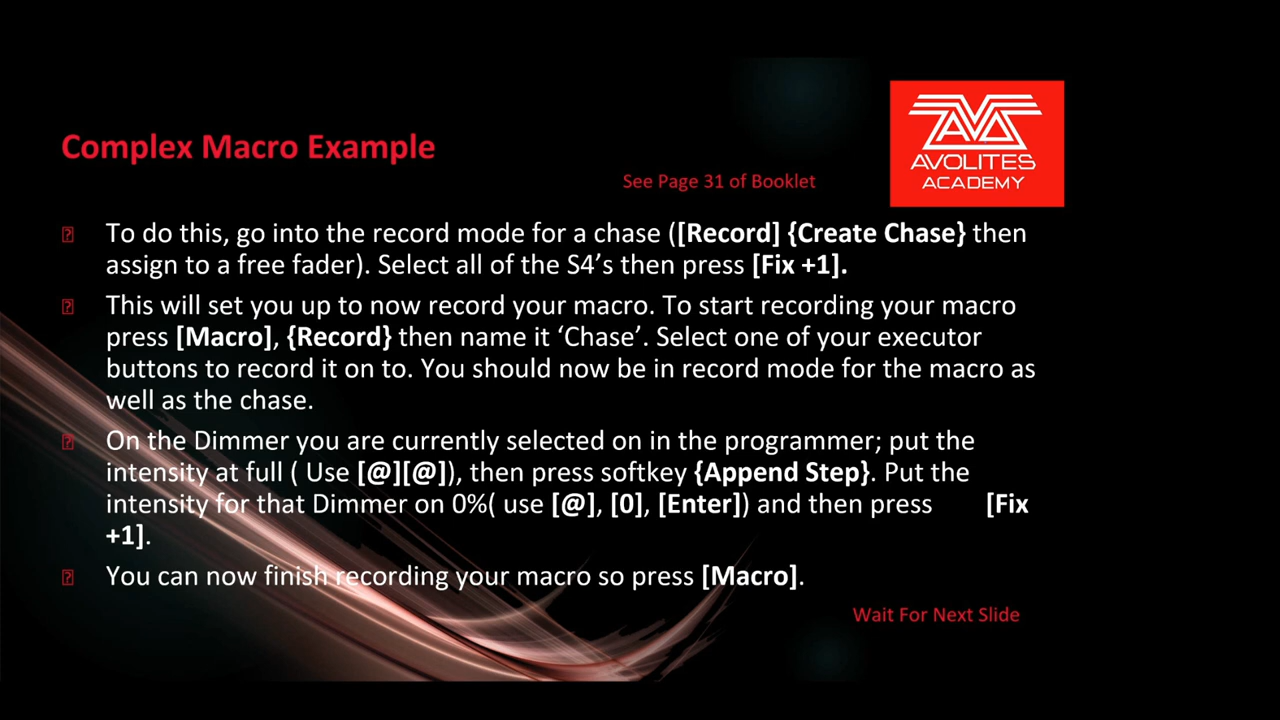 Complex Macro Example
AVOLITES
ACADEMY
See Page 31 of Booklet
To do this, go into the record mode for a chase ([Record] {Create Chase} then
assign to a free fader). Select all of the S4’s then press [Fix +1].
This will set you up to now record your macro. To start recording your macro
press [Macro], {Record} then name it ‘Chase’. Select one of your executor
buttons to record it on to. You should now be in record mode for the macro as
well as the chase.
On the Dimmer you are currently selected on in the programmer; put the
intensity at full ( Use [@][@]), then press softkey {Append Step}. Put the
intensity for that Dimmer on 0%( use [@], [0], [Enter]) and then press [Fix
+1].
You can now finish recording your macro so press [Macro].
Wait For Next Slide